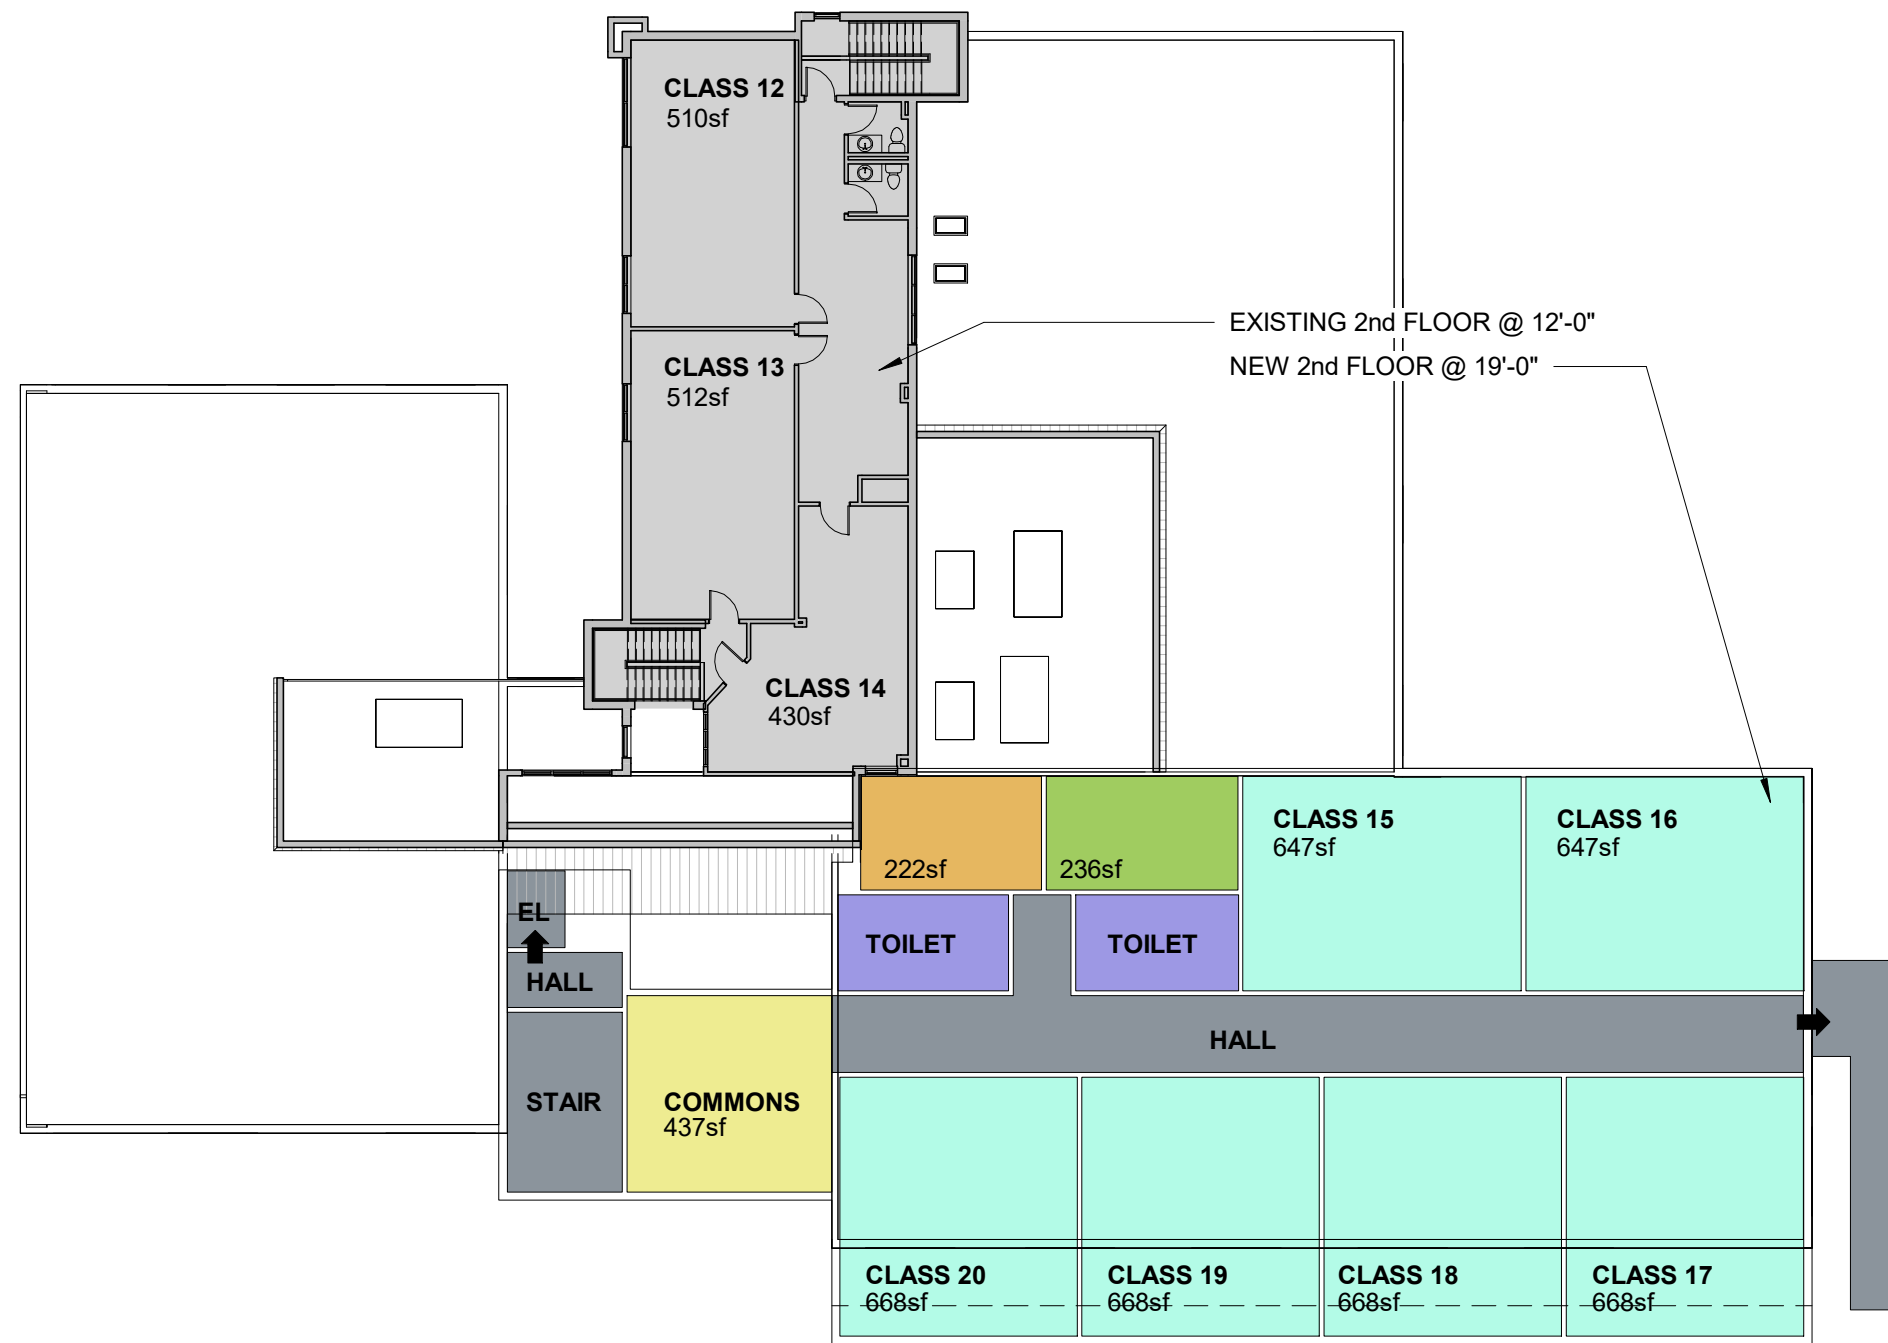 CLASS 12
510sf
EXISTING 2nd FLOOR @ 12'-0"
NEW 2nd FLOOR @ 19'-0"
CLASS 13
512sf
CLASS 14
430sf
CLASS 15
647sf
CLASS 16
647sf
222sf
236sf
EL
TOILET
TOILET
HALL
HALL
STAIR
COMMONS
437sf
CLASS 20
668sf
CLASS 19
668sf
CLASS 18
668sf
CLASS 17
668sf